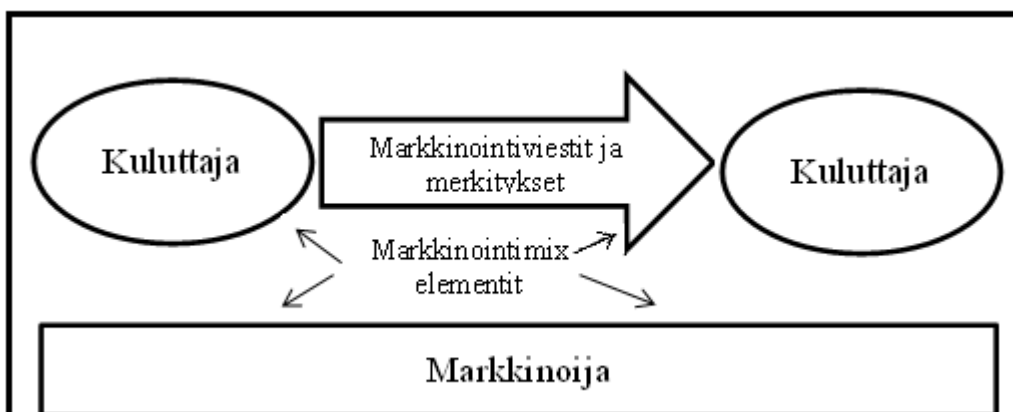 Kuluttaja
Markkinointiviestit ja
merkitykset
Kuluttaja
Markkinointimix
elementit
Markkinoija